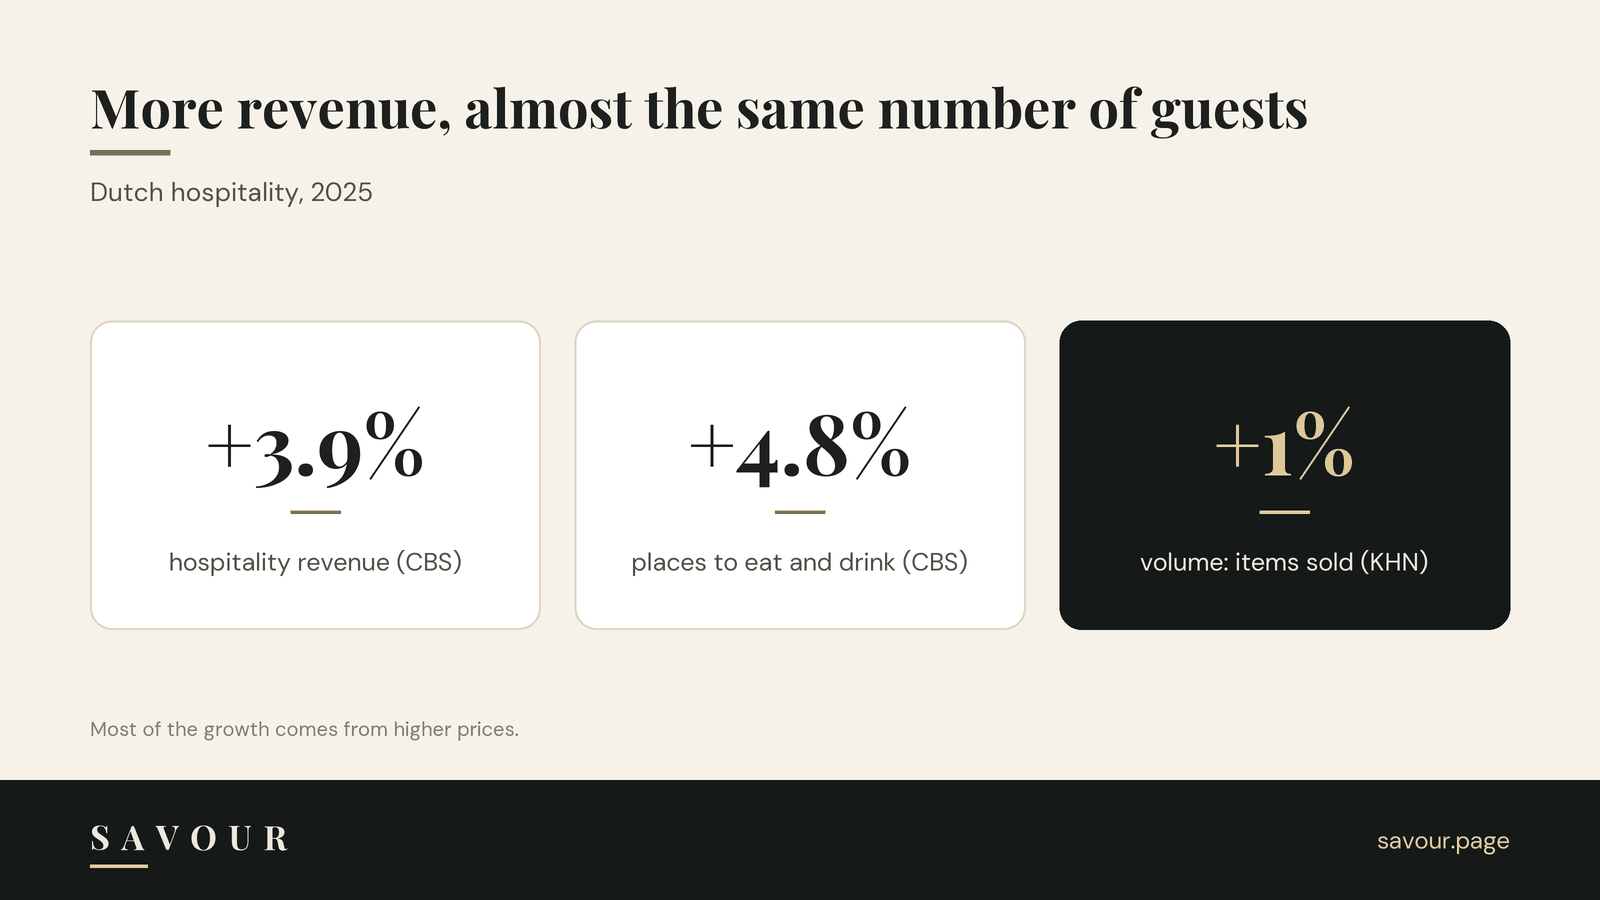 More revenue, almost the same number of guests
Dutch hospitality, 2025
+3.9%
hospitality revenue (CBS)
+4.8%
places to eat and drink (CBS)
+1%
volume: items sold (KHN)
Most of the growth comes from higher prices.
SAVOUR
savour.page